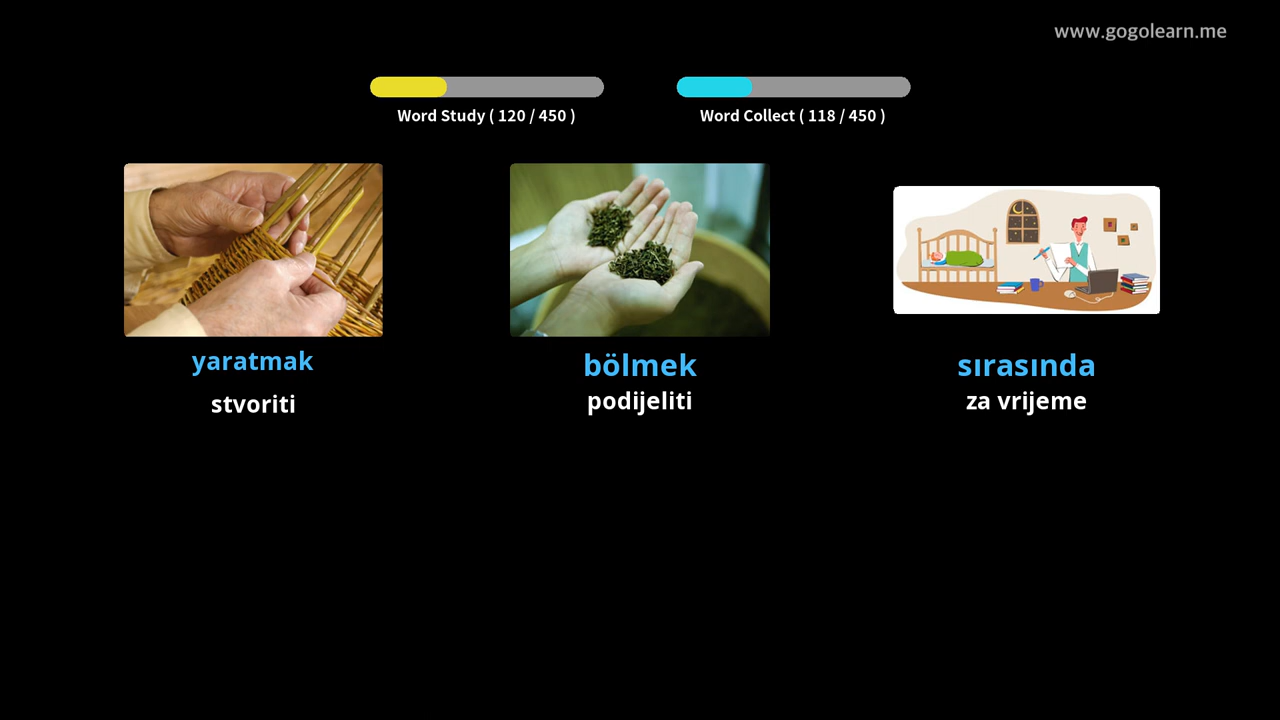 www.gogolearn.me
Word Study ( 120 / 450 )
Word Collect ( 118 / 450 )
yaratmak
stvoriti
bölmek
podijeliti
sırasında
za vrijeme